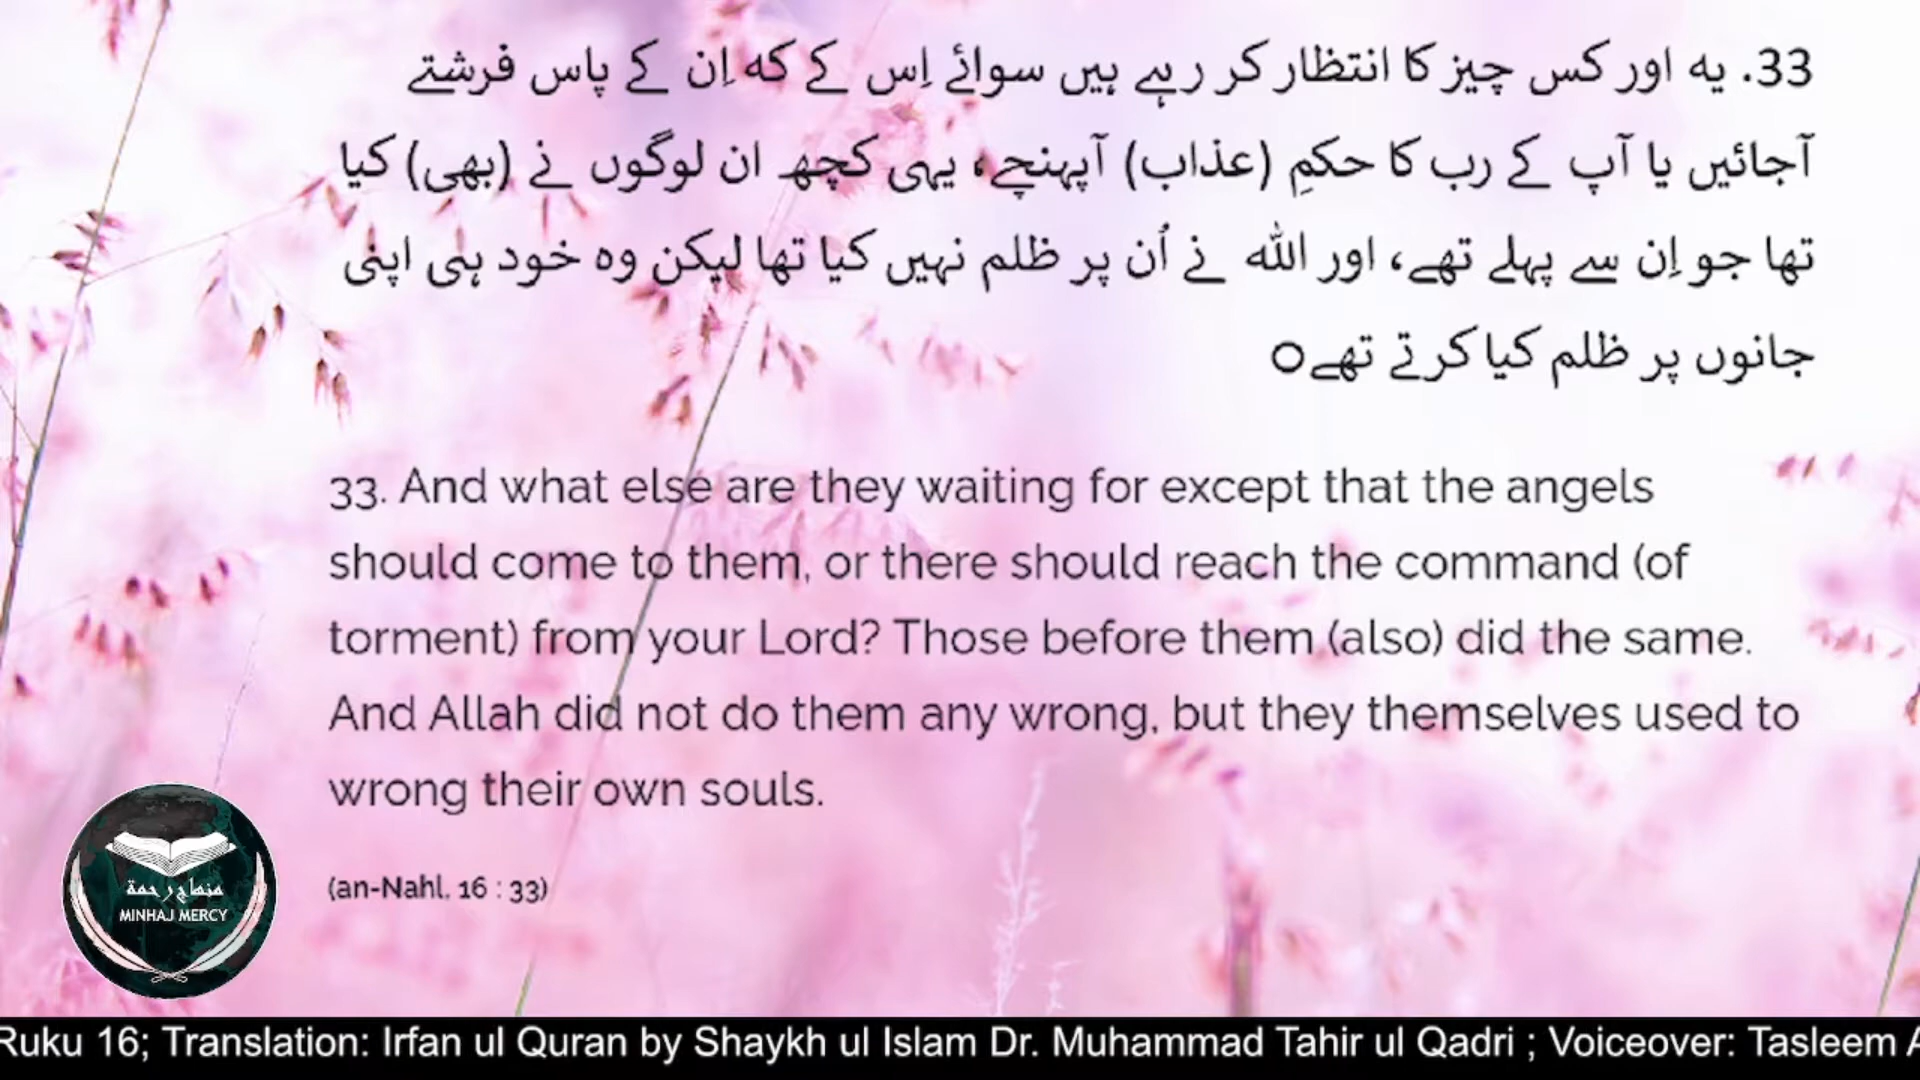 33. یہ اور کس چیز کا انتظار کر رہے ہیں سوائے اِس کے کہ اِن کے پاس فرشتے
آجائیں یا آپ کے رب کا حکمِ (عذاب) آپہنچے، یہی کچھ ان لوگوں نے (بھی) کیا
تھا جو اِن سے پہلے تھے، اور اللہ نے اُن پر ظلم نہیں کیا تھا لیکن وہ خود ہی اپنی
جانوں پر ظلم کیا کرتے تھےo
33. And what else are they waiting for except that the angels
should come to them, or there should reach the command (of
torment) from your Lord? Those before them (also) did the same.
And Allah did not do them any wrong, but they themselves used to
wrong their own souls.
(an-Nahl, 16 : 33)
منهاج رحمة
MINHAJ MERCY
Ruku 16; Translation: Irfan ul Quran by Shaykh ul Islam Dr. Muhammad Tahir ul Qadri ; Voiceover: Tasleem A